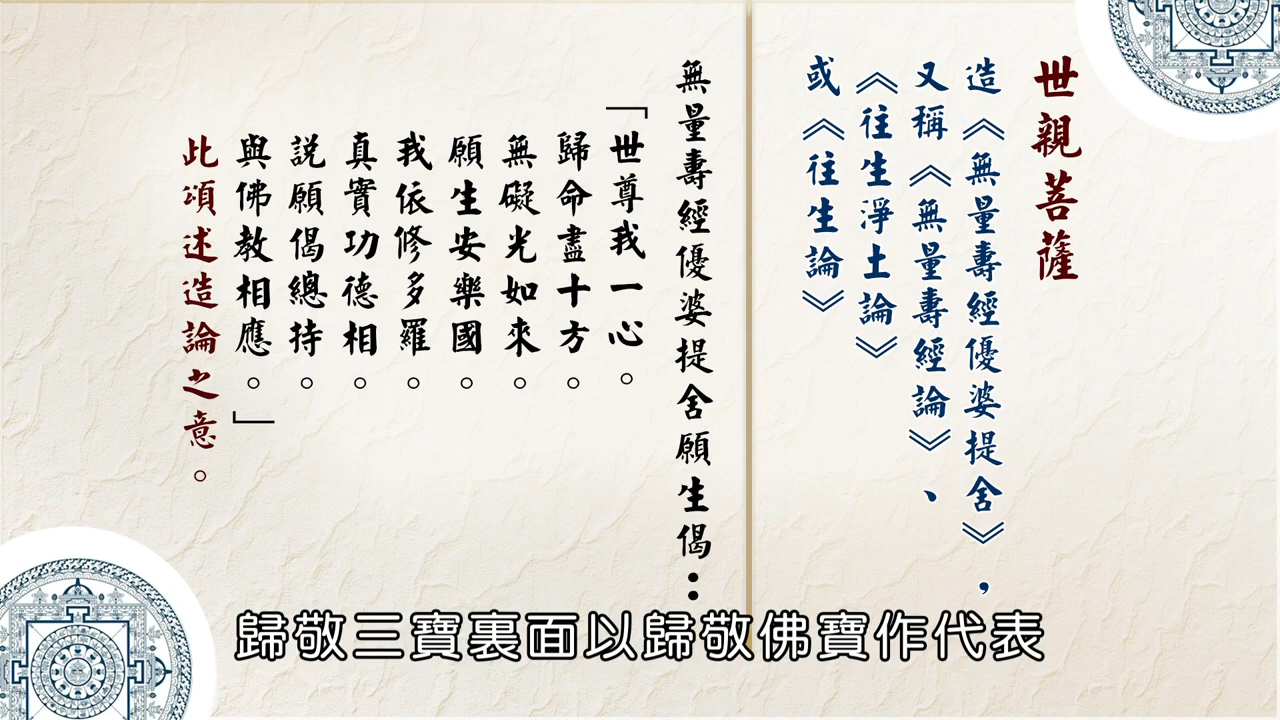 世親菩薩
造《無量壽經優婆提舍》，
又稱《無量壽經論》、
《往生淨土論》
或《往生論》
無量壽經優婆提舍願生偈：
「世尊我一心。
歸命盡十方。
無礙光如來。
願生安樂國。
我依修多羅。
真實功德相。
説願偈總持。
與佛教相應。」
此頌述造論之意。
歸敬三寶裏面以歸敬佛寶作代表